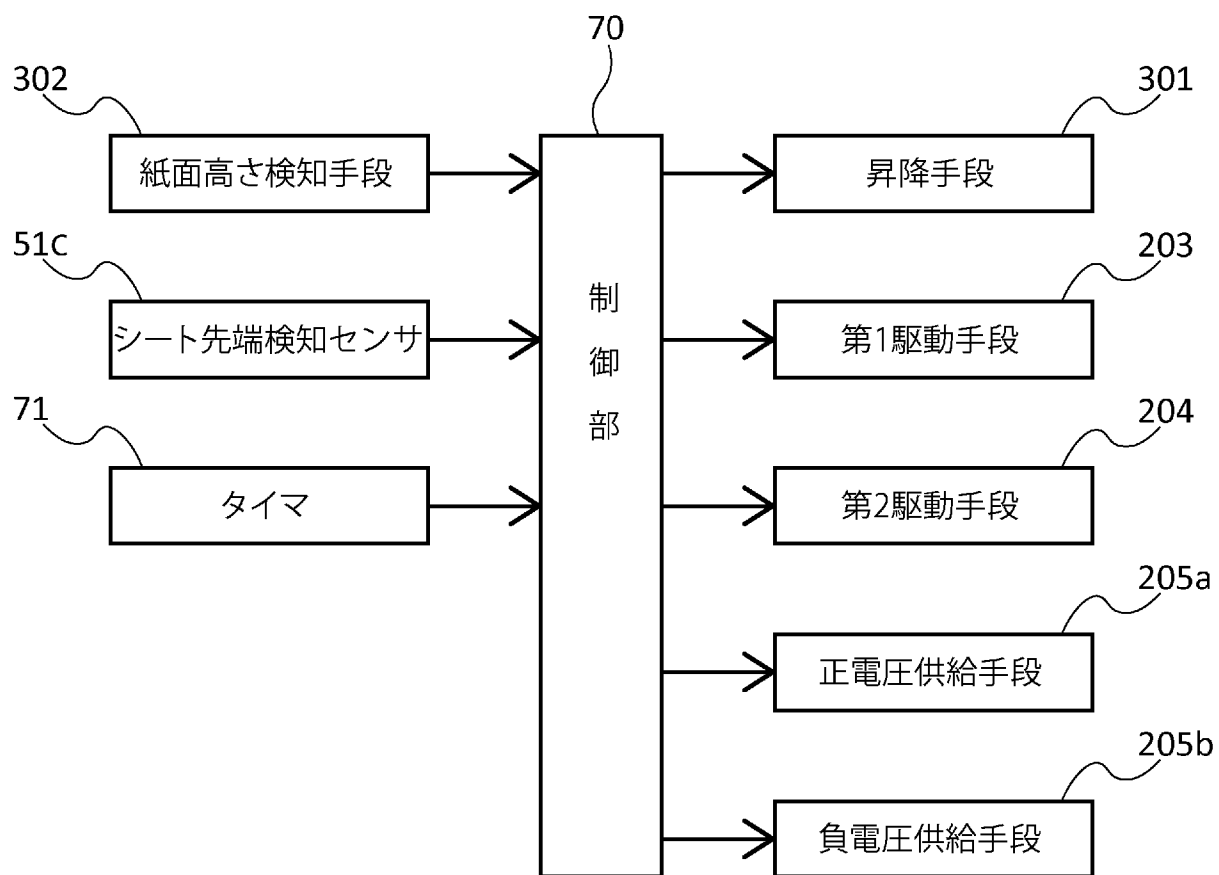 70
302
301
紙面高さ検知手段
昇降手段
51C
203
シート先端検知センサ
制御部
第1駆動手段
71
204
タイマ
第2駆動手段
205a
正電圧供給手段
205b
負電圧供給手段